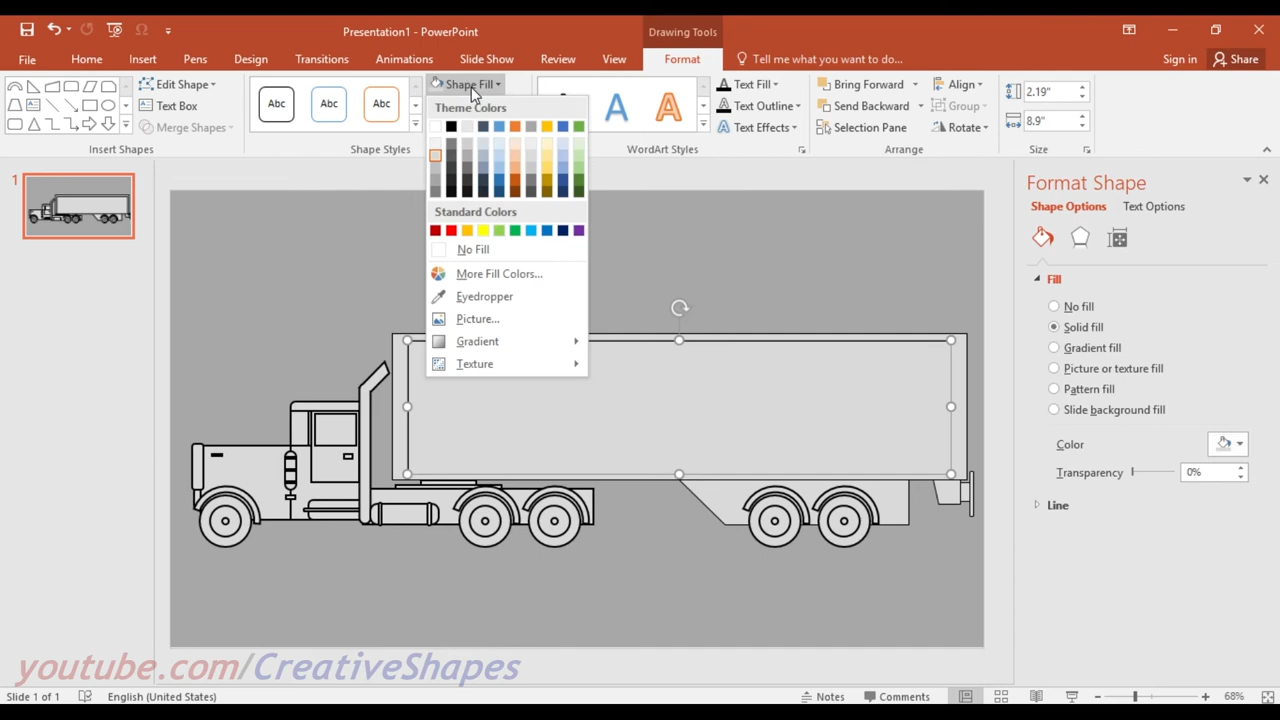 Presentation1 - PowerPoint
Drawing Tools
Sign in
Share
File
Home
Insert
Pens
Design
Transitions
Animations
Slide Show
Review
View
Format
Tell me what you want to do...
Edit Shape
Text Box
Merge Shapes
Insert Shapes
Abc
Abc
Abc
Shape Styles
Shape Fill
A
A
Text Fill
Text Outline
Text Effects
WordArt Styles
Bring Forward
Send Backward
Selection Pane
Align
Group
Rotate
Arrange
2.19"
8.9"
Size
Theme Colors
Standard Colors
No Fill
More Fill Colors...
Eyedropper
Picture...
Gradient
Texture
1
Format Shape
Shape Options
Text Options
Fill
No fill
Solid fill
Gradient fill
Picture or texture fill
Pattern fill
Slide background fill
Color
Transparency
0%
Line
youtube.com/CreativeShapes
Slide 1 of 1
English (United States)
Notes
Comments
68%